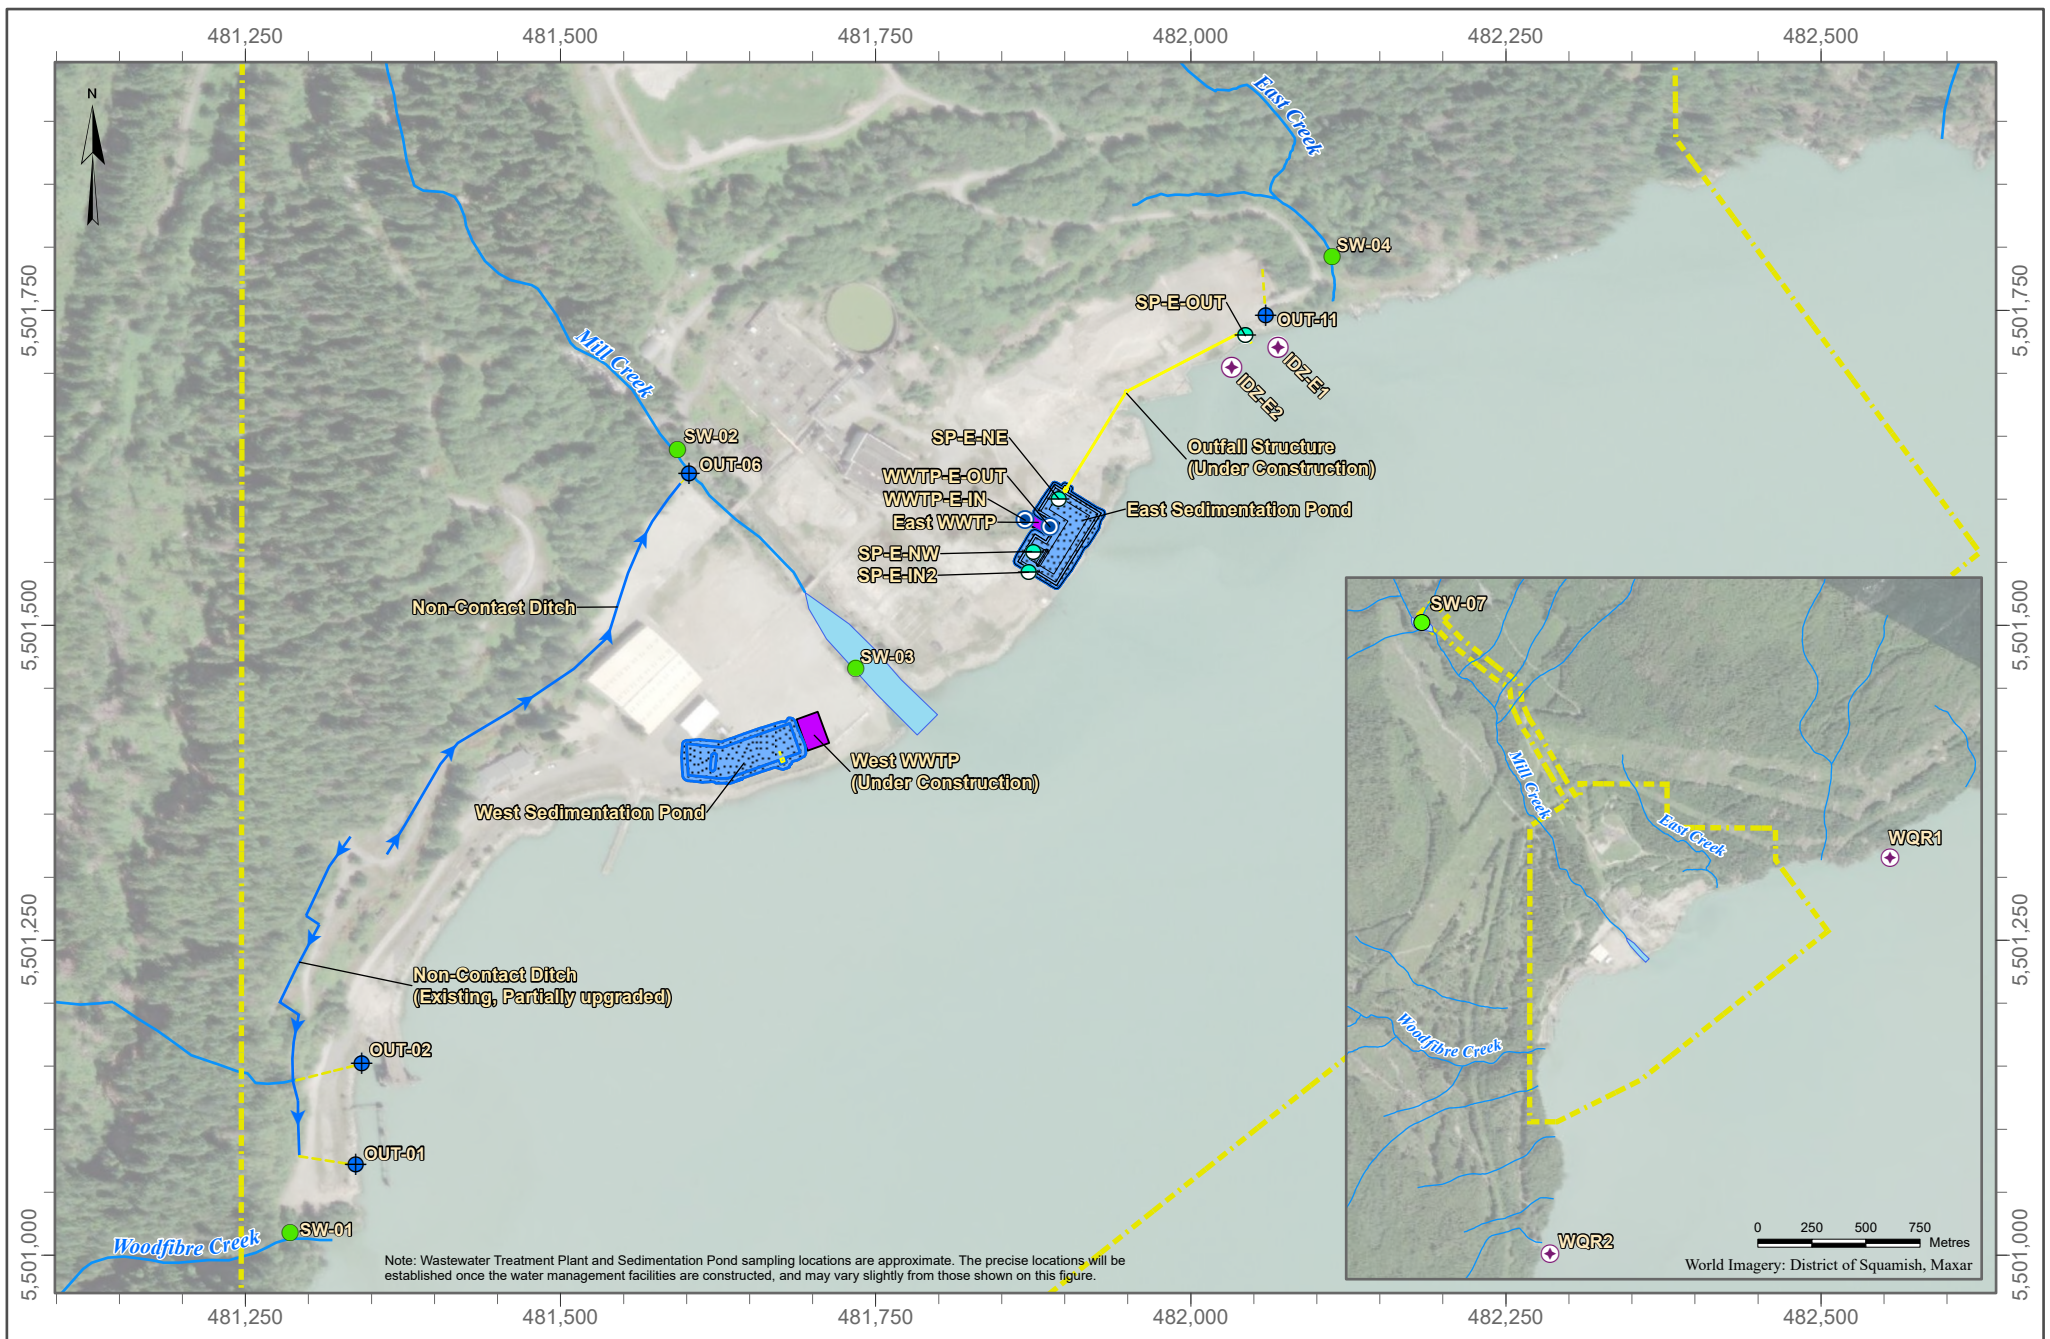 481,250
481,500
481,750
482,000
482,250
482,500
N
East Creek
SW-04
5,501,750
5,501,750
SP-E-OUT
OUT-11
Mill Creek
IDZ-E1
IDZ-E2
SW-02
OUT-06
SP-E-NE
Outfall Structure
(Under Construction)
WWTP-E-OUT
WWTP-E-IN
East WWTP
East Sedimentation Pond
SP-E-NW
SP-E-IN2
5,501,500
5,501,500
Non-Contact Ditch
SW-03
West WWTP
(Under Construction)
West Sedimentation Pond
5,501,250
5,501,250
Non-Contact Ditch
(Existing, Partially upgraded)
OUT-02
OUT-01
SW-01
Woodfibre Creek
5,501,000
5,501,000
Note: Wastewater Treatment Plant and Sedimentation Pond sampling locations are approximate. The precise locations will be
established once the water management facilities are constructed, and may vary slightly from those shown on this figure.
SW-07
Mill Creek
East Creek
WQR1
Woodfibre Creek
WQR2
0 250 500 750
Metres
World Imagery: District of Squamish, Maxar
481,250
481,500
481,750
482,000
482,250
482,500